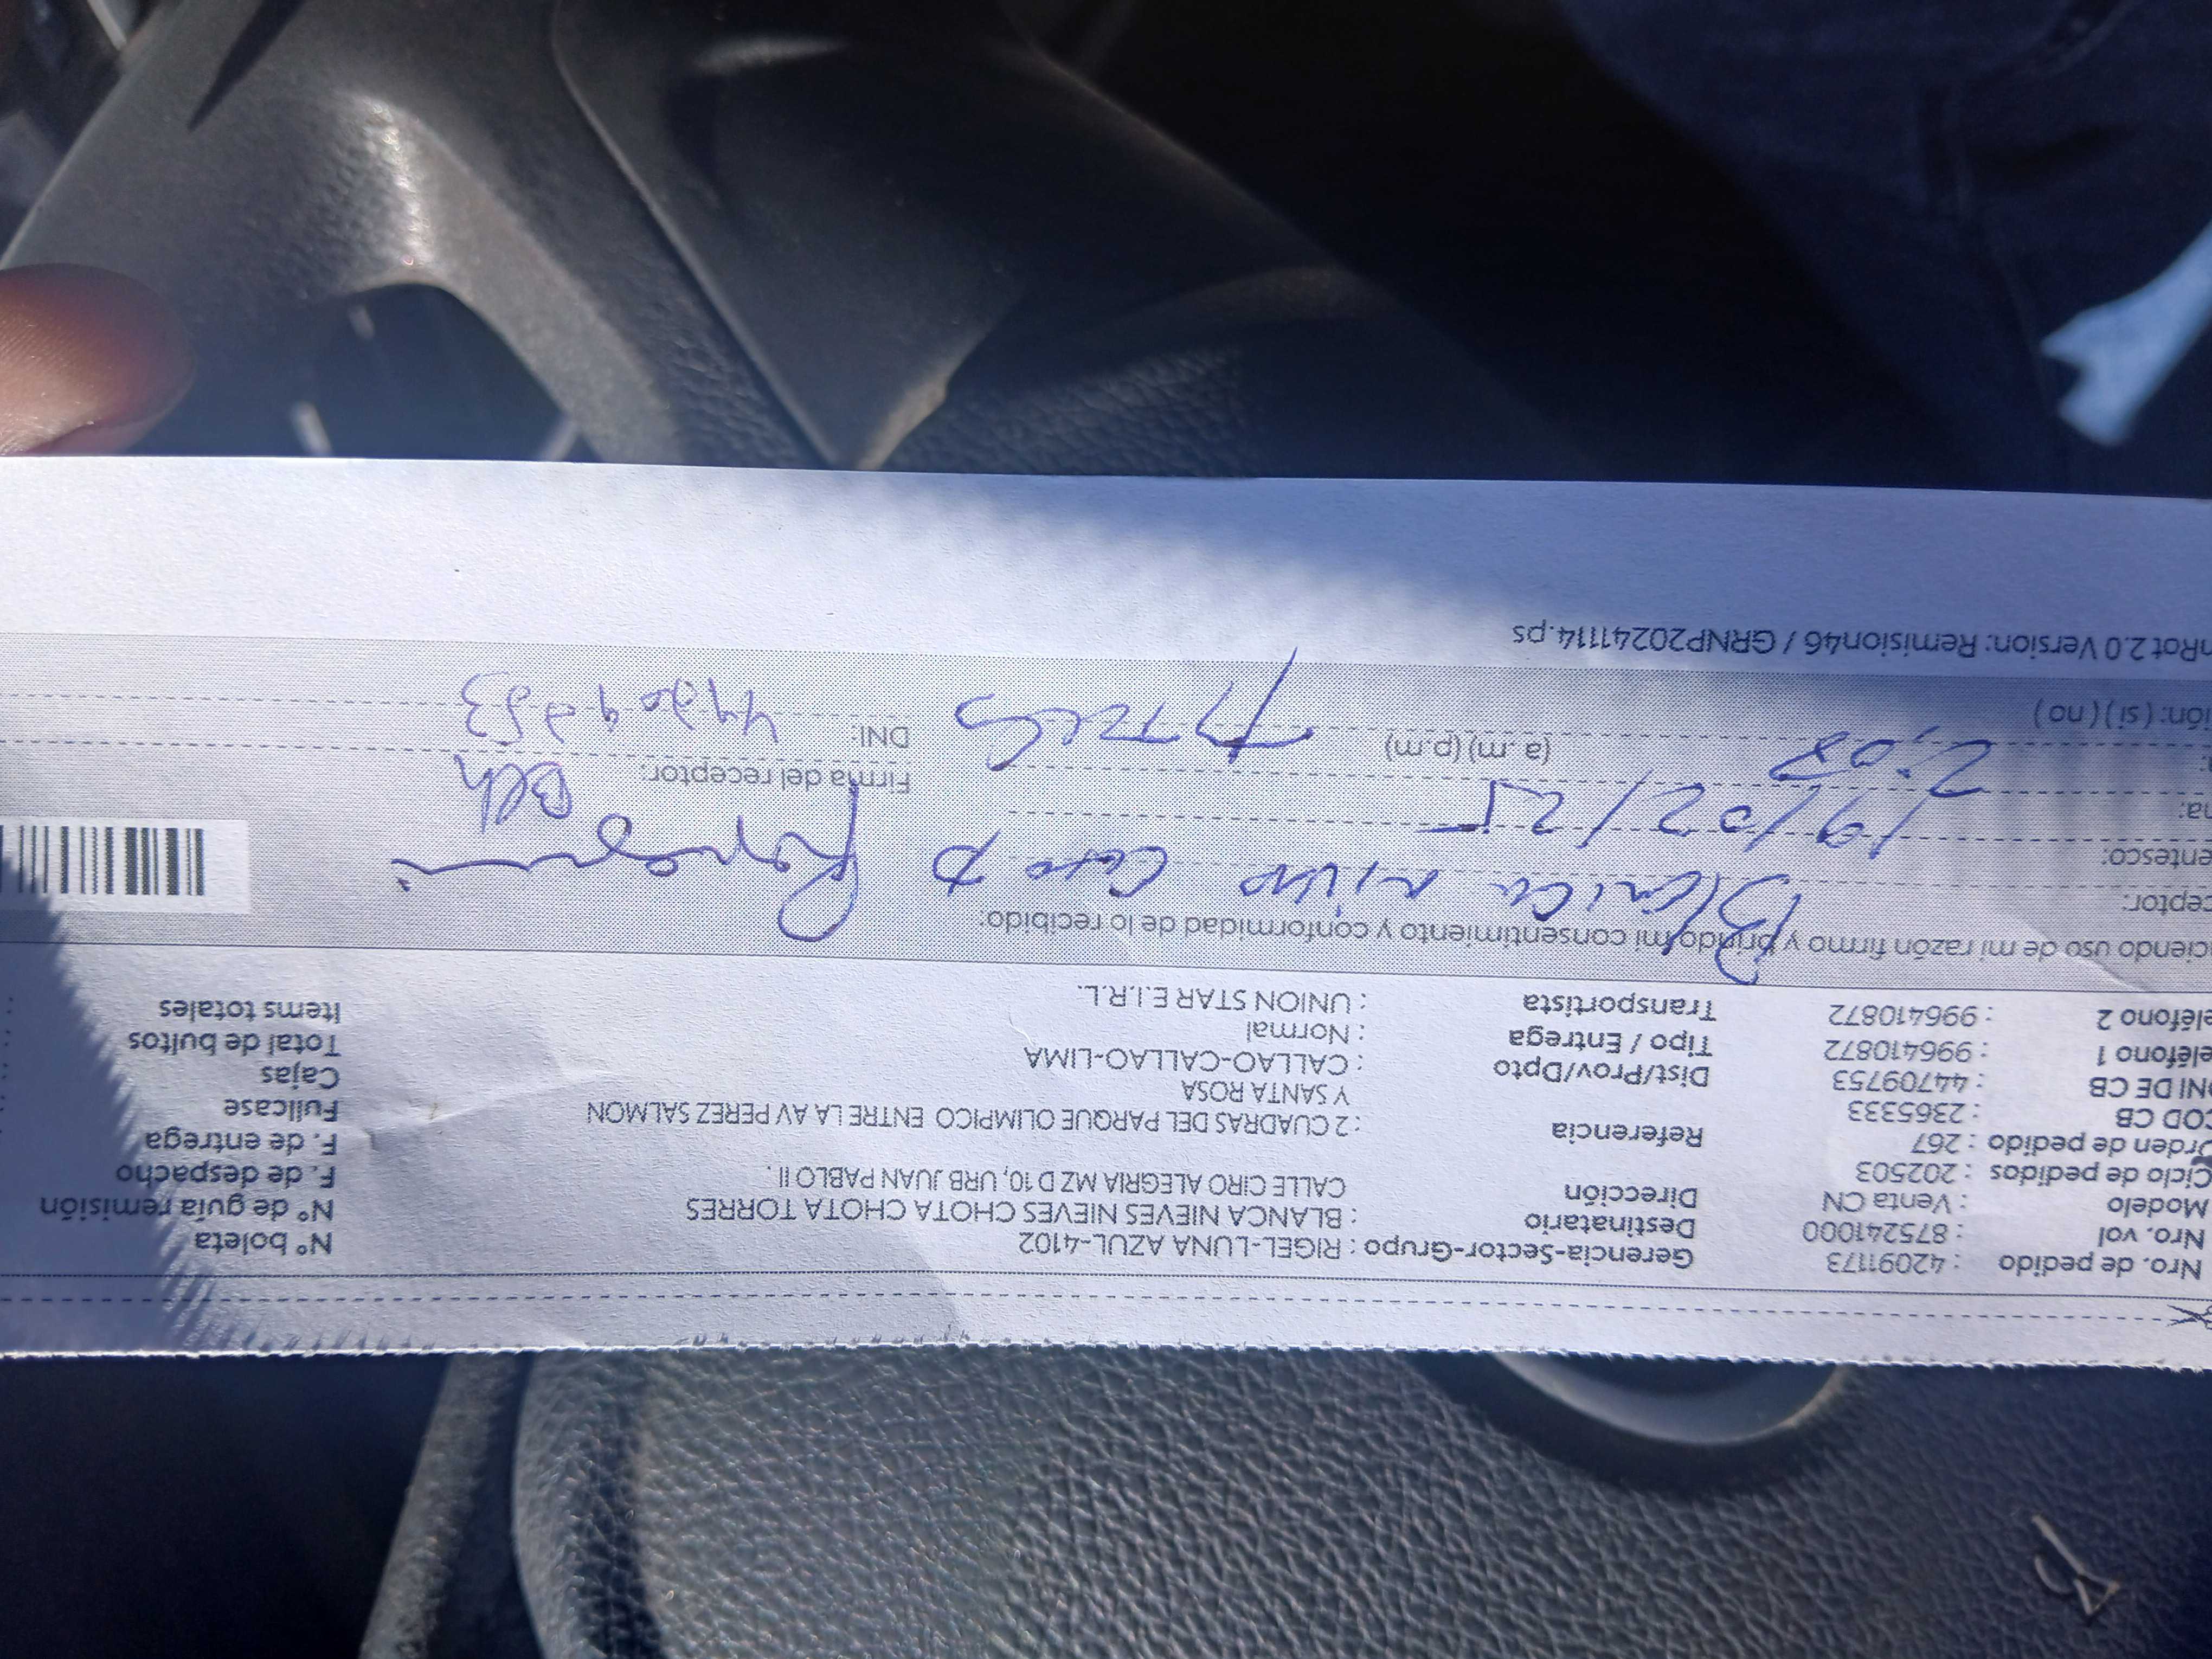 Nro. de pedido : 42091173 Gerencia-Sector-Grupo : RIGEL-LUNA AZUL-4102 N° boleta
Nro. vol : 875241000 Destinatario : BLANCA NIEVES NIEVES CHOTA CHOTA TORRES N° de guía remisión
Modelo : Venta CN Dirección CALLE CIRO ALEGRIA MZ D 10, URB JUAN PABLO II . F. de despacho
Ciclo de pedidos : 202503 F. de entrega
Orden de pedido : 267 Referencia : 2 CUADRAS DEL PARQUE OLIMPICO ENTRE LA AV PEREZ SALMON Fullcase
COD CB : 2365333 Y SANTA ROSA Cajas
DNI DE CB : 44709753 Dist/Prov/Dpto : CALLAO-CALLAO-LIMA Total de bultos
eléfono 1 : 996410872 Tipo / Entrega : Normal Items totales
eléfono 2 : 996410872 Transportista : UNION STAR E.I.R.L.
ciendo uso de mi razón firmo y brindo mi consentimiento y conformidad de lo recibido:
ceptor:
entesco:
na: 19/02/25
Firma del receptor: Bch
: 2:08 (a.m) (p.m) DNI:
ión: ( si ) ( no )
nRot 2.0 Version: Remision46 / GRNP20241114.ps